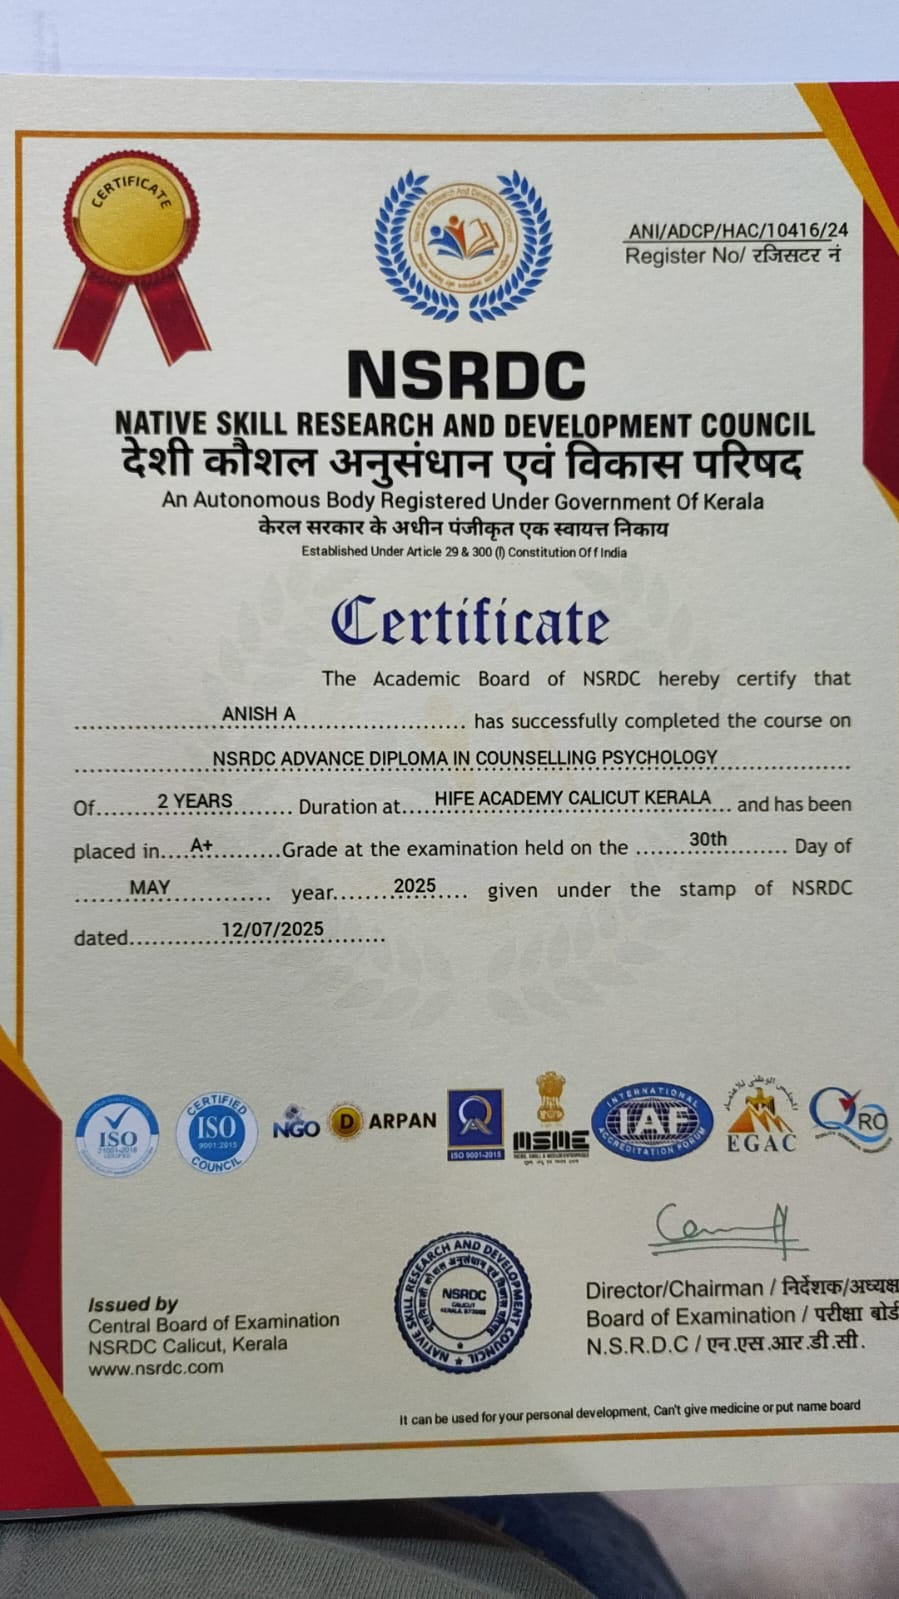 CERTIFICATE
ANI/ADCP/HAC/10416/24
Register No/ रजिसटर नं
NSRDC
NATIVE SKILL RESEARCH AND DEVELOPMENT COUNCIL
देशी कौशल अनुसंधान एवं विकास परिषद
An Autonomous Body Registered Under Government Of Kerala
केरल सरकार के अधीन पंजीकृत एक स्वायत्त निकाय
Established Under Article 29 & 300 (I) Constitution Off India
Certificate
The Academic Board of NSRDC hereby certify that
ANISH A has successfully completed the course on
NSRDC ADVANCE DIPLOMA IN COUNSELLING PSYCHOLOGY
Of 2 YEARS Duration at HIFE ACADEMY CALICUT KERALA and has been
placed in A+ Grade at the examination held on the 30th Day of
MAY year 2025 given under the stamp of NSRDC
dated 12/07/2025
ISO
CERTIFIED
ISO
9001:2015
COUNCIL
NGO DARPAN
ISO 9001-2015
MSME
INTERNATIONAL
IAF
ACCREDITATION FORUM
EGAC
QRO
NATIVE SKILL RESEARCH AND DEVELOPMENT COUNCIL
NSRDC
CALICUT
Issued by
Central Board of Examination
NSRDC Calicut, Kerala
www.nsrdc.com
Director/Chairman / निर्देशक/अध्यक्ष
Board of Examination / परीक्षा बोर्ड
N.S.R.D.C / एन.एस.आर.डी.सी.
It can be used for your personal development, Can't give medicine or put name board